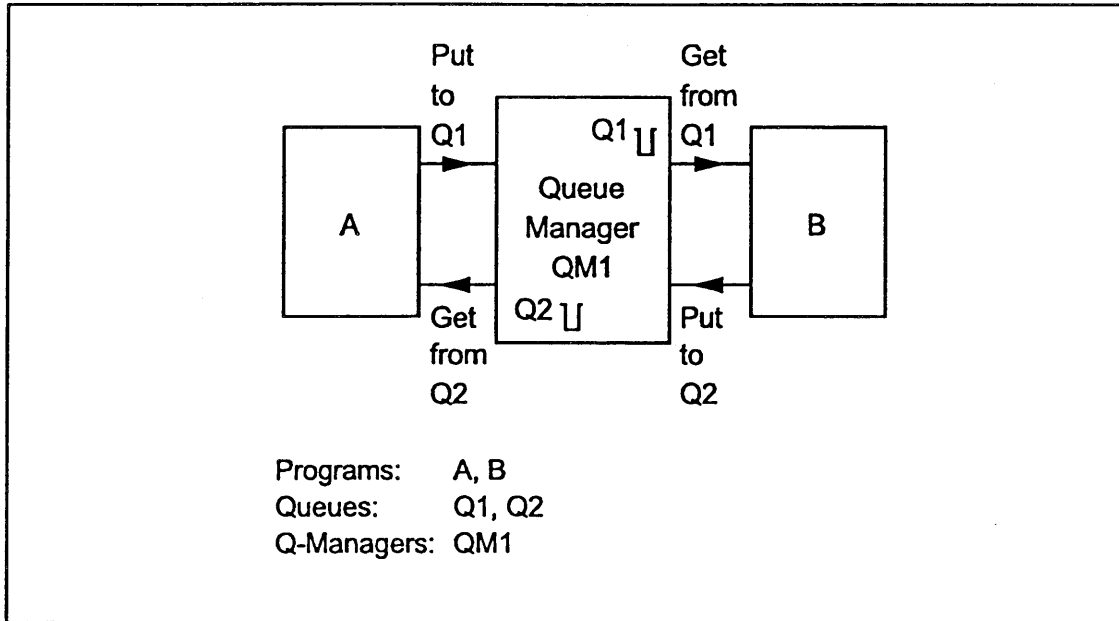 Put
to
Q1
Get
from
Q1
Q1
A
Queue
Manager
QM1
B
Q2
Get
from
Q2
Put
to
Q2
Programs: A, B
Queues: Q1, Q2
Q-Managers: QM1